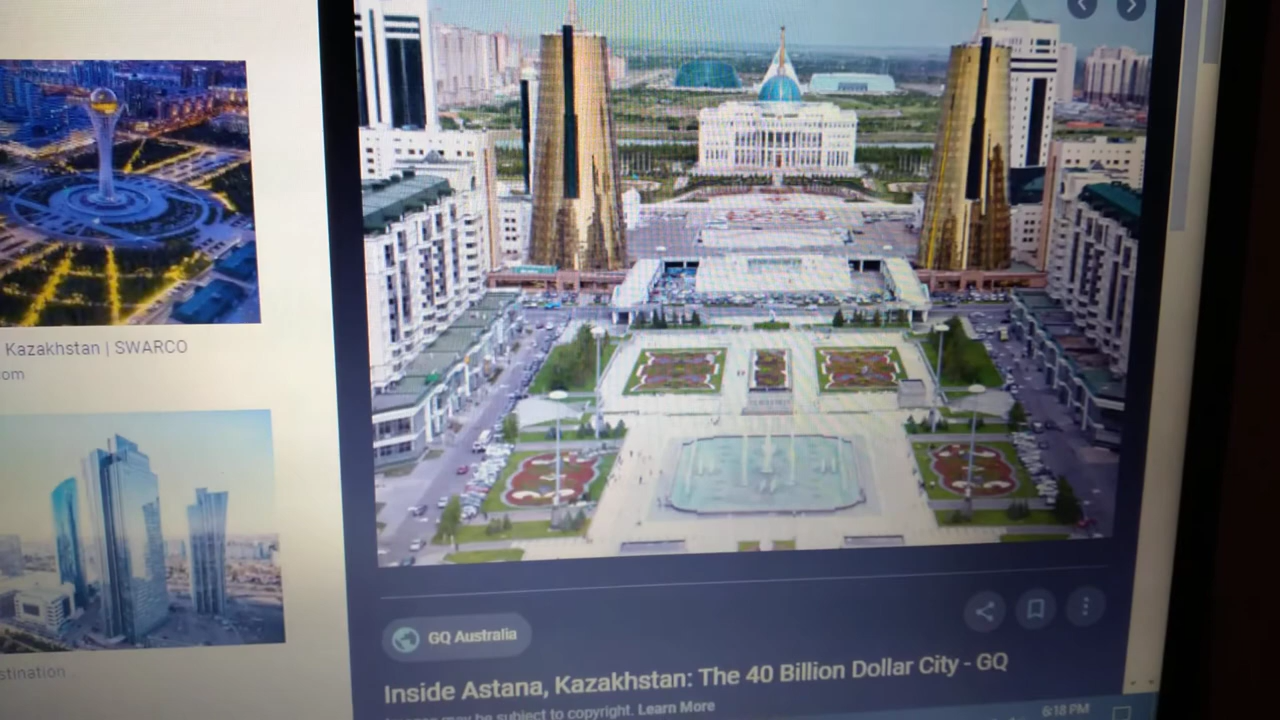 Kazakhstan | SWARCO
om
stination
GQ Australia
Inside Astana, Kazakhstan: The 40 Billion Dollar City - GQ
may be subject to copyright. Learn More
6:18 PM